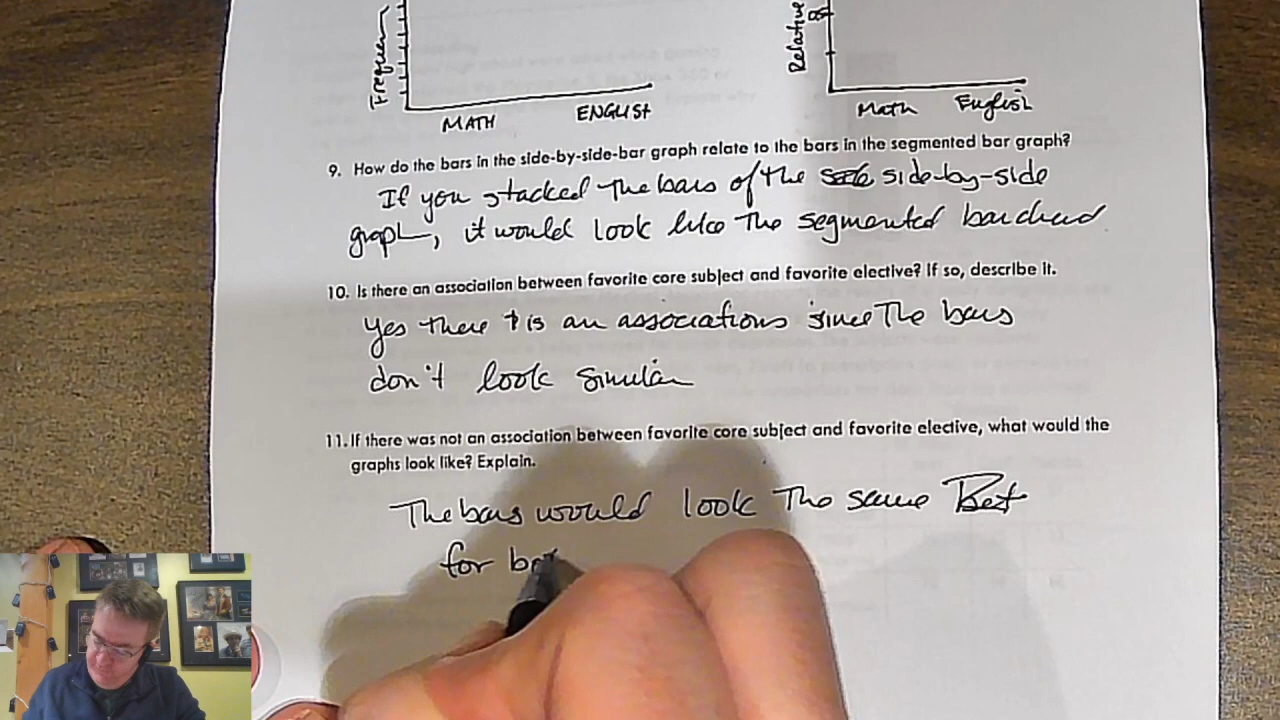 Frequency
Relative
.05
MATH ENGLISH
Math English
9. How do the bars in the side-by-side-bar graph relate to the bars in the segmented bar graph?
If you stacked the bars of the side-by-side
graph, it would look like the segmented bar
10. Is there an association between favorite core subject and favorite elective? If so, describe it.
Yes there is an associations since the bars
don't look similar
11. If there was not an association between favorite core subject and favorite elective, what would the
graphs look like? Explain.
The bars would look the same
for